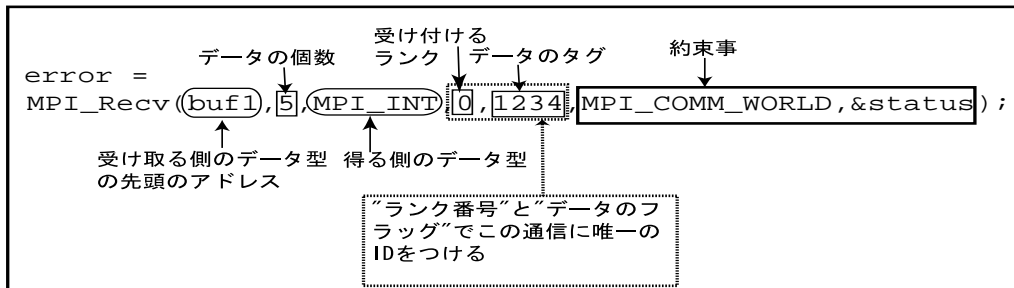 受け付ける
ランク
データの個数
データのタグ
約束事
error =
MPI_Recv(buf1,5,MPI_INT,0,1234,MPI_COMM_WORLD,&status);
受け取る側のデータ型
の先頭のアドレス
得る側のデータ型
"ランク番号"と"データのフ
ラッグ"でこの通信に唯一の
IDをつける